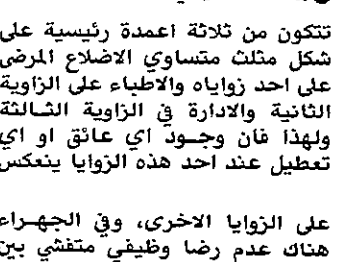 تتكون من ثلاثة اعمدة رئيسية على
شكل مثلث متساوي الاضلاع المرضى
على احد زواياه والاطباء على الزاوية
الثانية والادارة في الزاوية الثالثة
ولهذا فان وجود اي عائق او اي
تعطيل عند احد هذه الزوايا ينعكس
على الزوايا الاخرى، وفي الجهراء
هناك عدم رضا وظيفي متفشي بين